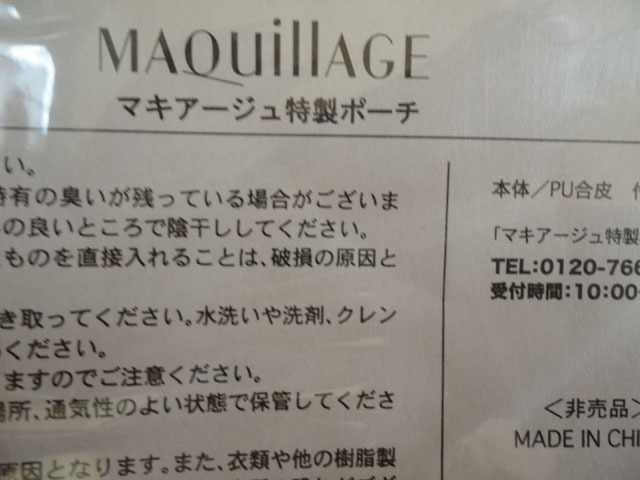 MAQuillAGE
マキアージュ特製ポーチ
い。
特有の臭いが残っている場合がございま
の良いところで陰干ししてください。
ものを直接入れることは、破損の原因と
き取ってください。水洗いや洗剤、クレン
ください。
ますのでご注意ください。
場所、通気性のよい状態で保管してくださ
原因となります。また、衣類や他の樹脂製
本体／PU合皮
「マキアージュ特製
TEL:0120-766
受付時間：10:00-
＜非売品＞
MADE IN CHI